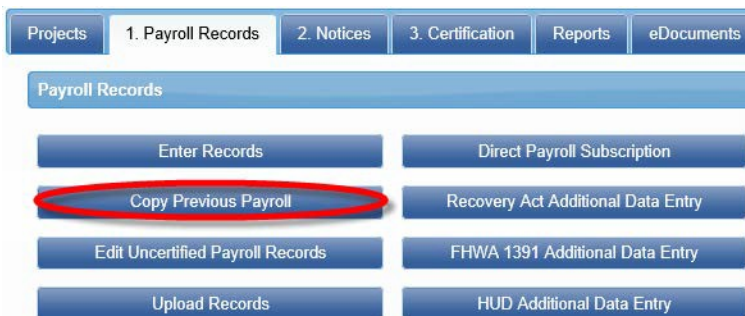 Projects 1. Payroll Records 2. Notices 3. Certification Reports eDocuments
Payroll Records
Enter Records Direct Payroll Subscription
Copy Previous Payroll Recovery Act Additional Data Entry
Edit Uncertified Payroll Records FHWA 1391 Additional Data Entry
Upload Records HUD Additional Data Entry